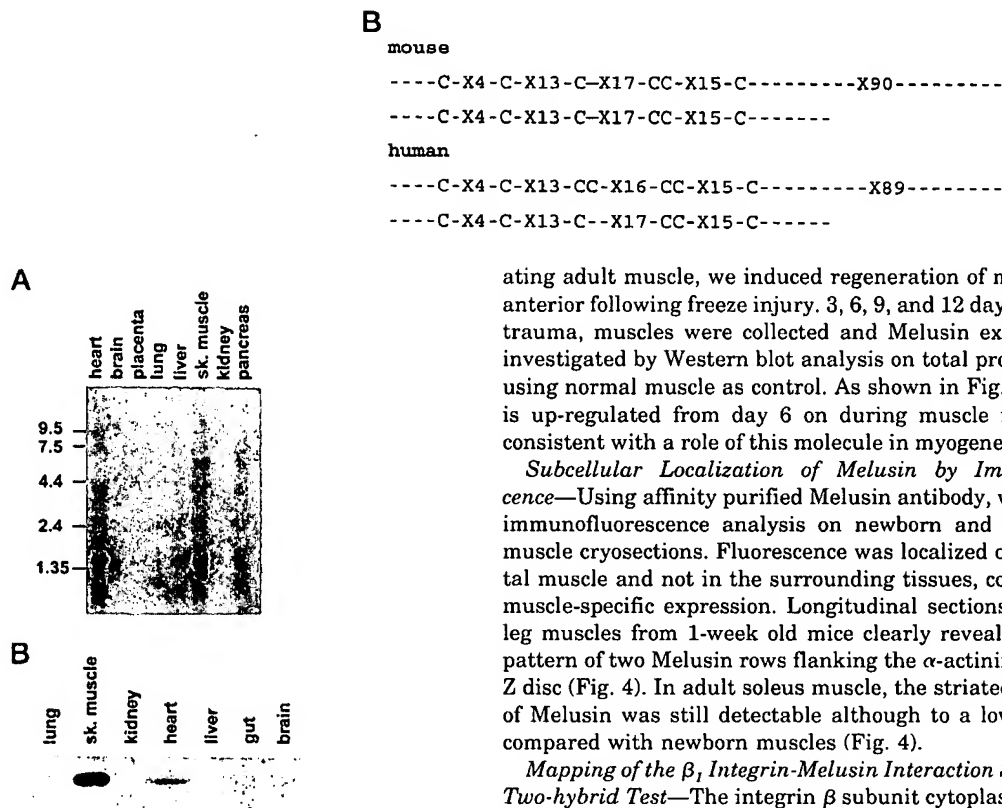 B
mouse
----C-X4-C-X13-C—X17-CC-X15-C---------X90----------
----C-X4-C-X13-C—X17-CC-X15-C-------
human
----C-X4-C-X13-CC-X16-CC-X15-C---------X89--------
----C-X4-C-X13-C--X17-CC-X15-C------
A
heart
brain
placenta
lung
liver
sk. muscle
kidney
pancreas
9.5
7.5
4.4
2.4
1.35
B
lung
sk. muscle
kidney
heart
liver
gut
brain
ating adult muscle, we induced regeneration of m
anterior following freeze injury. 3, 6, 9, and 12 day
trauma, muscles were collected and Melusin ex
investigated by Western blot analysis on total pro
using normal muscle as control. As shown in Fig.
is up-regulated from day 6 on during muscle
consistent with a role of this molecule in myogene
Subcellular Localization of Melusin by Im
cence—Using affinity purified Melusin antibody, 
immunofluorescence analysis on newborn and
muscle cryosections. Fluorescence was localized o
tal muscle and not in the surrounding tissues, co
muscle-specific expression. Longitudinal sections
leg muscles from 1-week old mice clearly reveal
pattern of two Melusin rows flanking the α-actinin
Z disc (Fig. 4). In adult soleus muscle, the striated
of Melusin was still detectable although to a lov
compared with newborn muscles (Fig. 4).
Mapping of the β₁ Integrin-Melusin Interaction
Two-hybrid Test—The integrin β subunit cytoplas